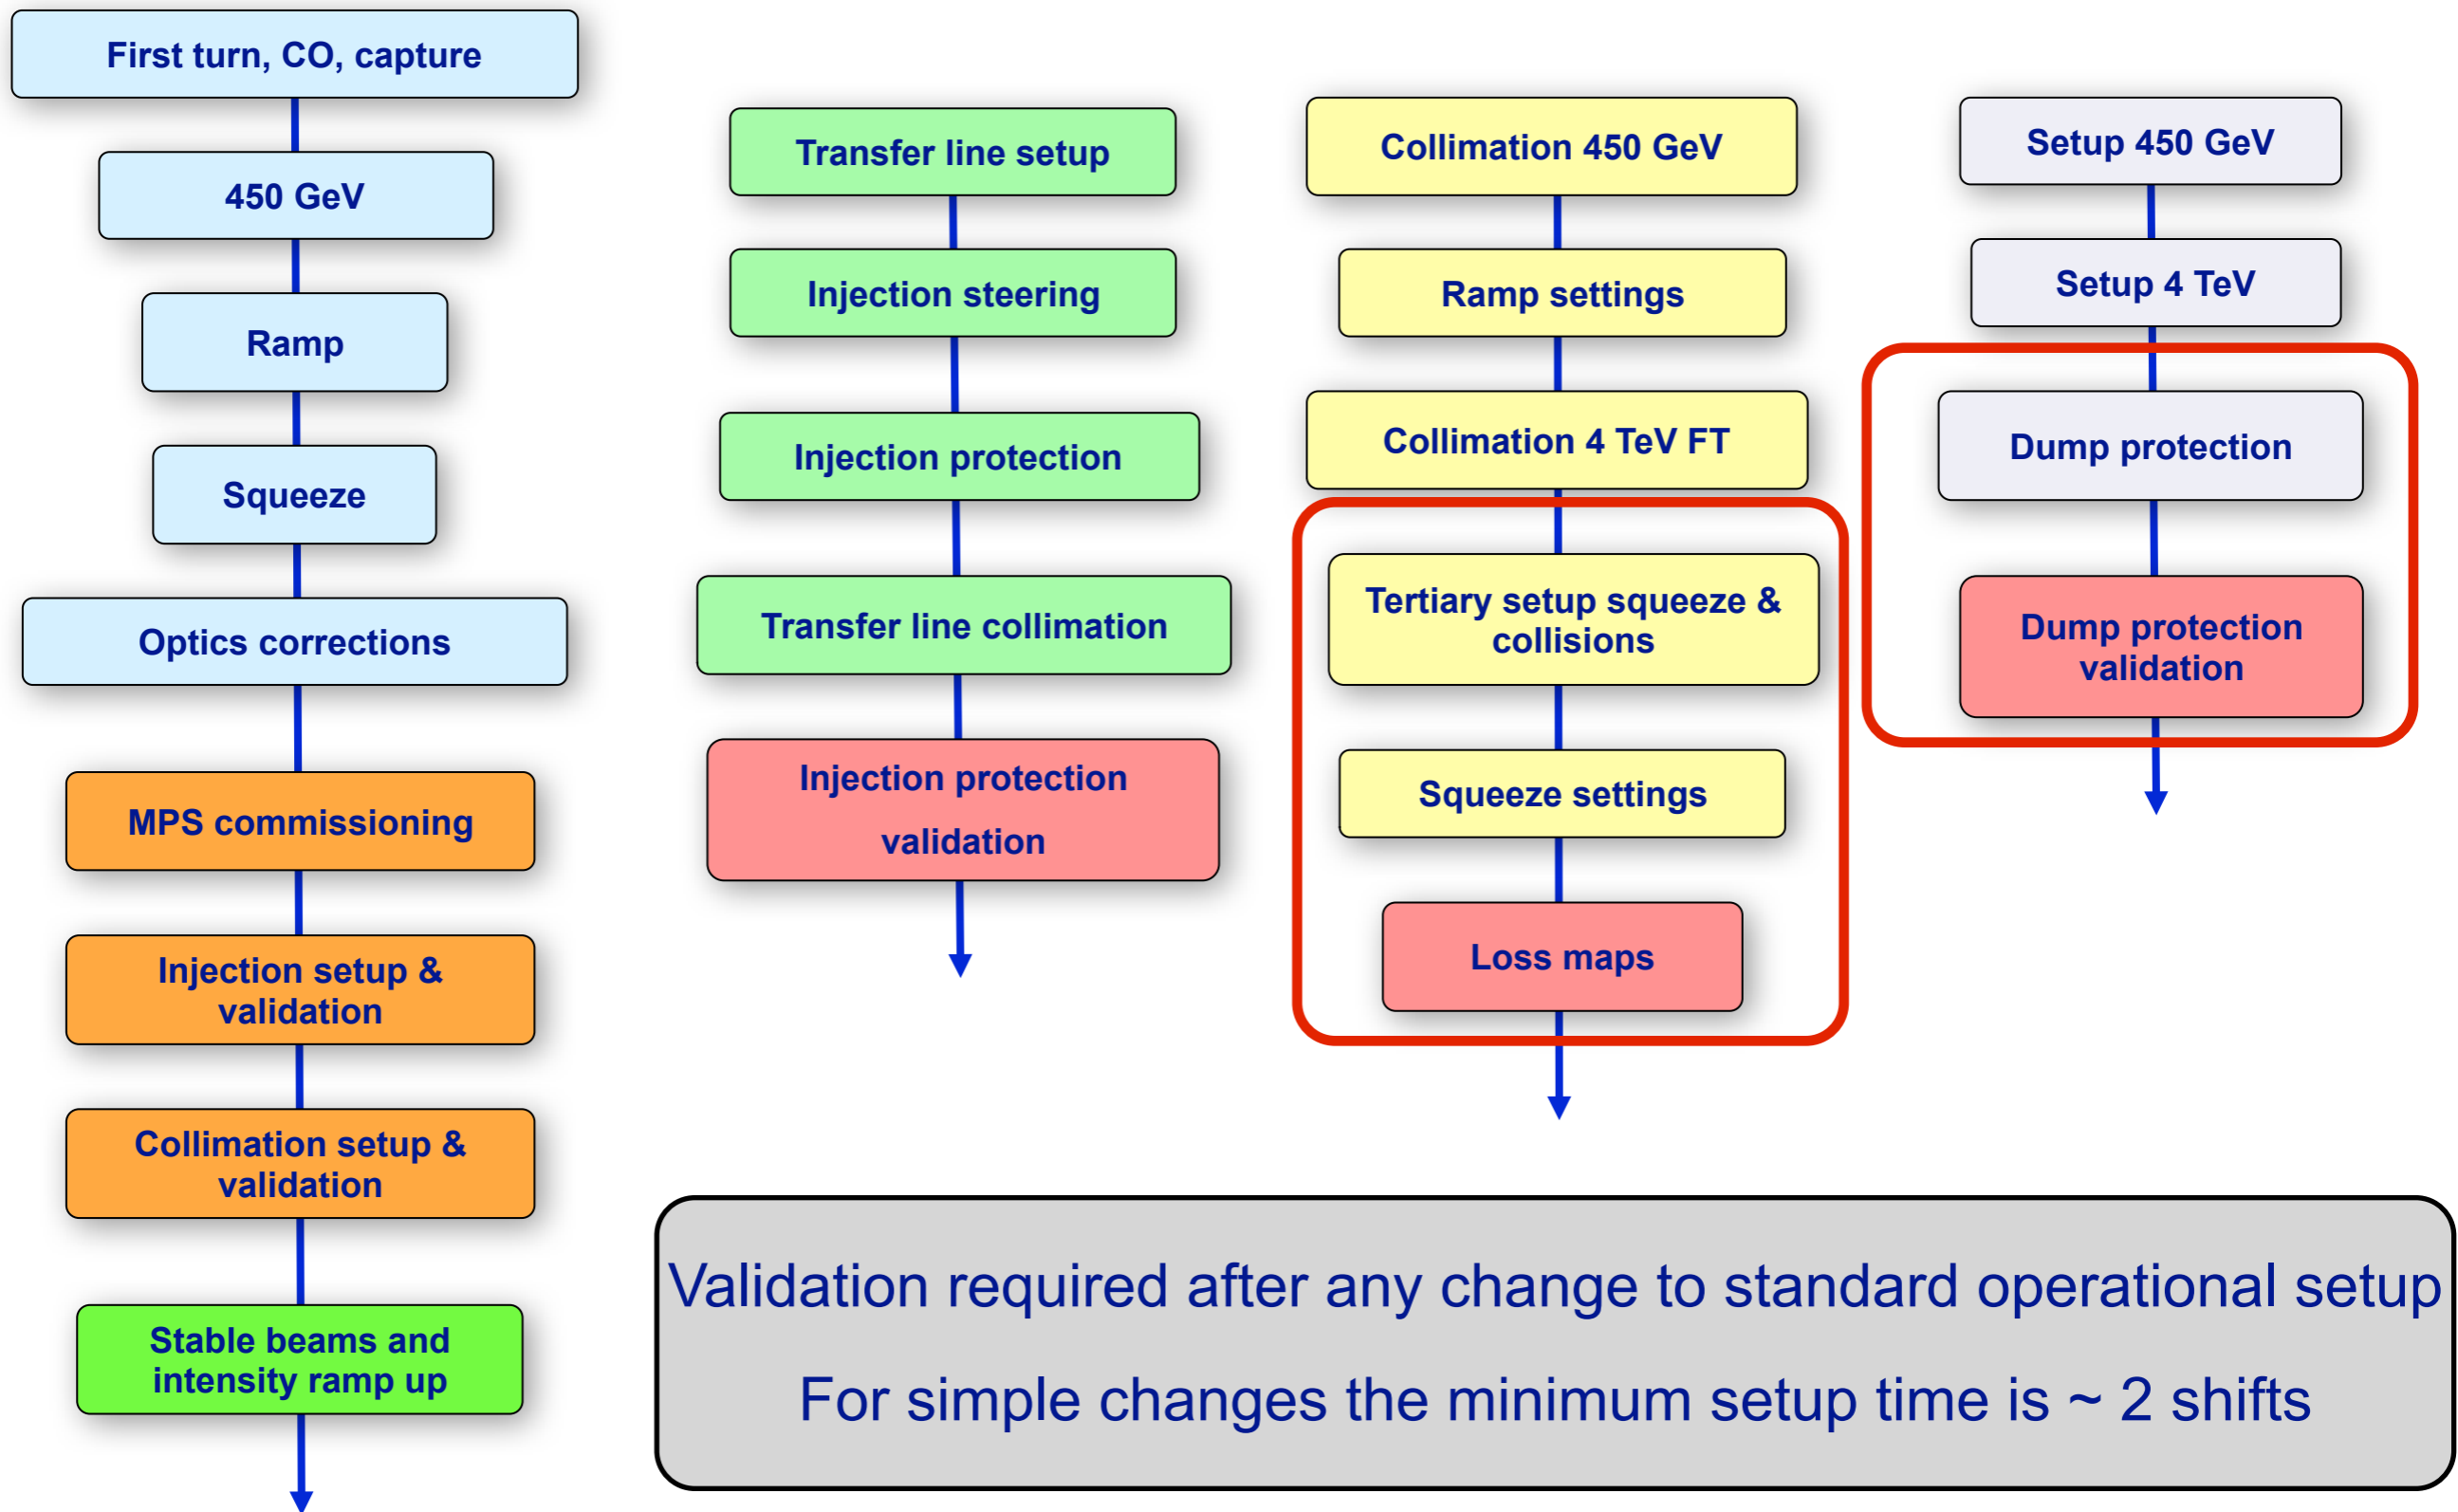 First turn, CO, capture
450 GeV
Ramp
Squeeze
Optics corrections
MPS commissioning
Injection setup &
validation
Collimation setup &
validation
Stable beams and
intensity ramp up
Transfer line setup
Injection steering
Injection protection
Transfer line collimation
Injection protection
validation
Collimation 450 GeV
Ramp settings
Collimation 4 TeV FT
Tertiary setup squeeze &
collisions
Squeeze settings
Loss maps
Setup 450 GeV
Setup 4 TeV
Dump protection
Dump protection
validation
Validation required after any change to standard operational setup
For simple changes the minimum setup time is ~ 2 shifts